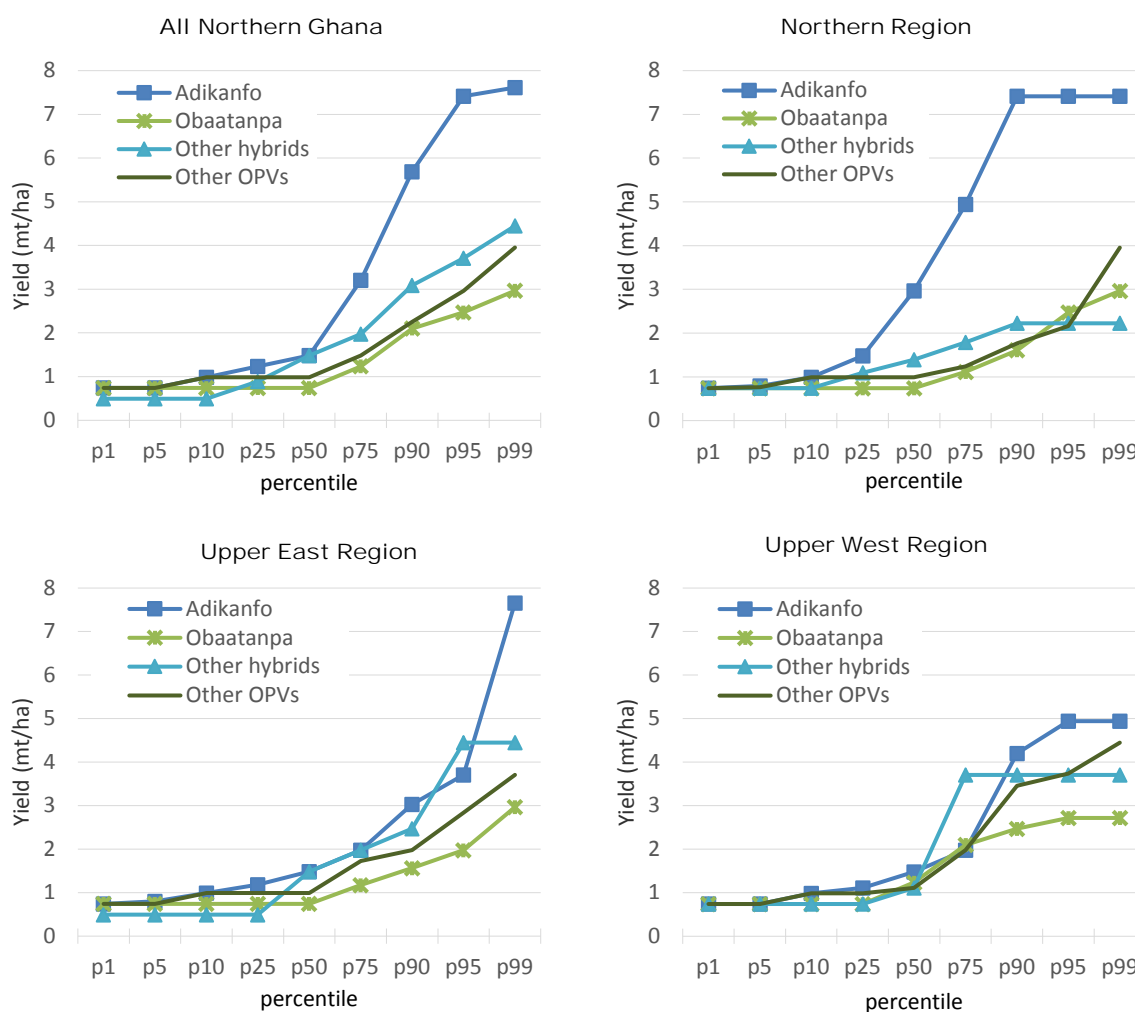 All Northern Ghana
Yield (mt/ha)
8
7
6
5
4
3
2
1
0
Adikanfo
Obaatanpa
Other hybrids
Other OPVs
p1 p5 p10 p25 p50 p75 p90 p95 p99
percentile
Northern Region
Yield (mt/ha)
8
7
6
5
4
3
2
1
0
Adikanfo
Obaatanpa
Other hybrids
Other OPVs
p1 p5 p10 p25 p50 p75 p90 p95 p99
percentile
Upper East Region
Yield (mt/ha)
8
7
6
5
4
3
2
1
0
Adikanfo
Obaatanpa
Other hybrids
Other OPVs
p1 p5 p10 p25 p50 p75 p90 p95 p99
percentile
Upper West Region
Yield (mt/ha)
8
7
6
5
4
3
2
1
0
Adikanfo
Obaatanpa
Other hybrids
Other OPVs
p1 p5 p10 p25 p50 p75 p90 p95 p99
percentile